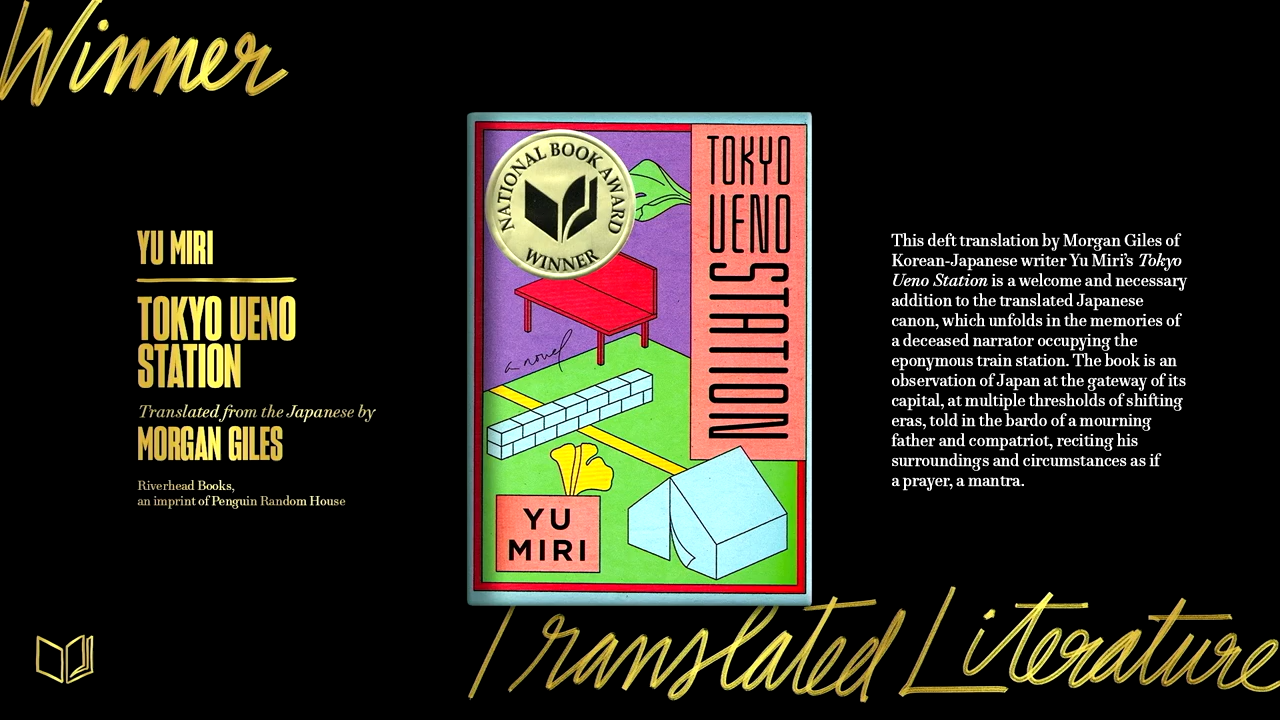 Winner
YU MIRI
TOKYO UENO
STATION
Translated from the Japanese by
MORGAN GILES
Riverhead Books,
an imprint of Penguin Random House
NATIONAL BOOK AWARD
WINNER
TOKYO
UENO
STATION
a novel
YU
MIRI
This deft translation by Morgan Giles of
Korean-Japanese writer Yu Miri’s Tokyo
Ueno Station is a welcome and necessary
addition to the translated Japanese
canon, which unfolds in the memories of
a deceased narrator occupying the
eponymous train station. The book is an
observation of Japan at the gateway of its
capital, at multiple thresholds of shifting
eras, told in the bardo of a mourning
father and compatriot, reciting his
surroundings and circumstances as if
a prayer, a mantra.
Translated Literature